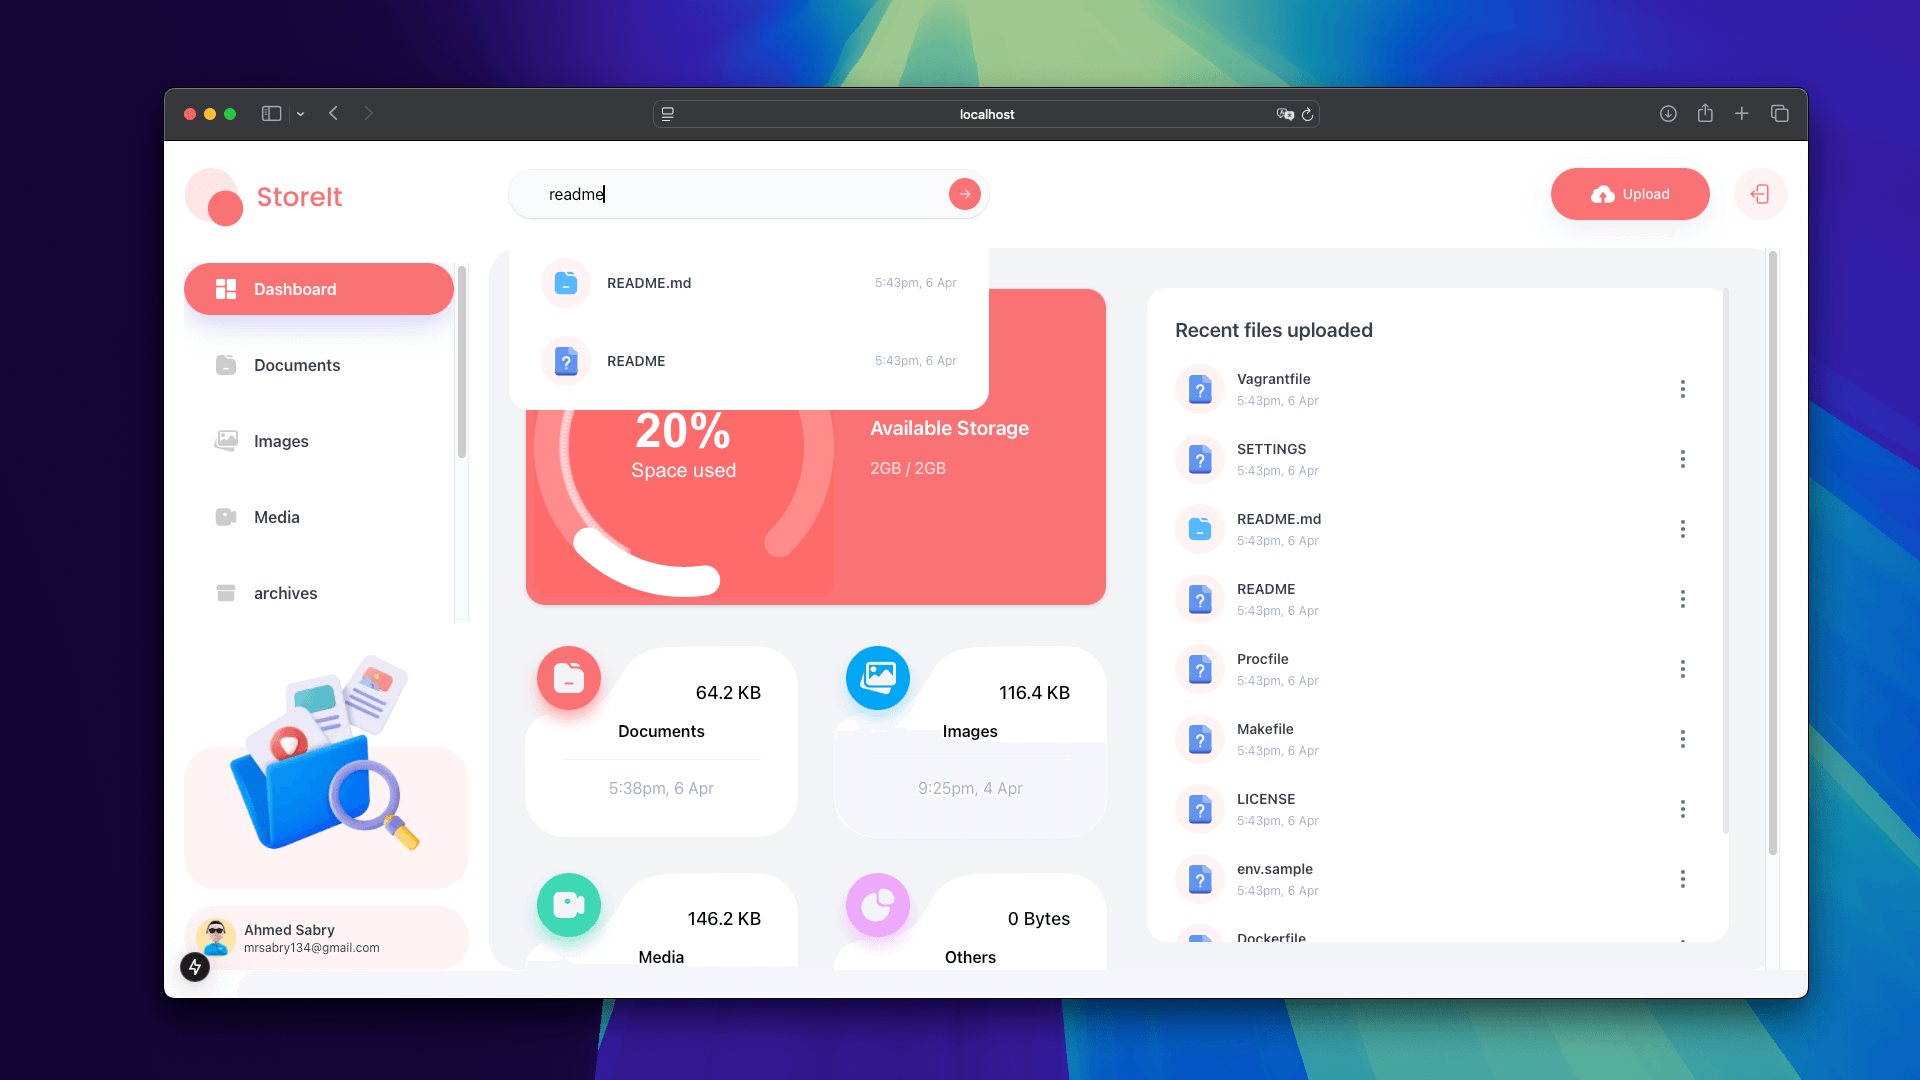 localhost
StoreIt
readme
Upload
Dashboard
Documents
Images
Media
archives
Ahmed Sabry
mrsabry134@gmail.com
README.md
5:43pm, 6 Apr
README
5:43pm, 6 Apr
20%
Space used
Available Storage
2GB / 2GB
64.2 KB
Documents
5:38pm, 6 Apr
116.4 KB
Images
9:25pm, 4 Apr
146.2 KB
Media
0 Bytes
Others
Recent files uploaded
Vagrantfile
5:43pm, 6 Apr
SETTINGS
5:43pm, 6 Apr
README.md
5:43pm, 6 Apr
README
5:43pm, 6 Apr
Procfile
5:43pm, 6 Apr
Makefile
5:43pm, 6 Apr
LICENSE
5:43pm, 6 Apr
env.sample
5:43pm, 6 Apr
Dockerfile